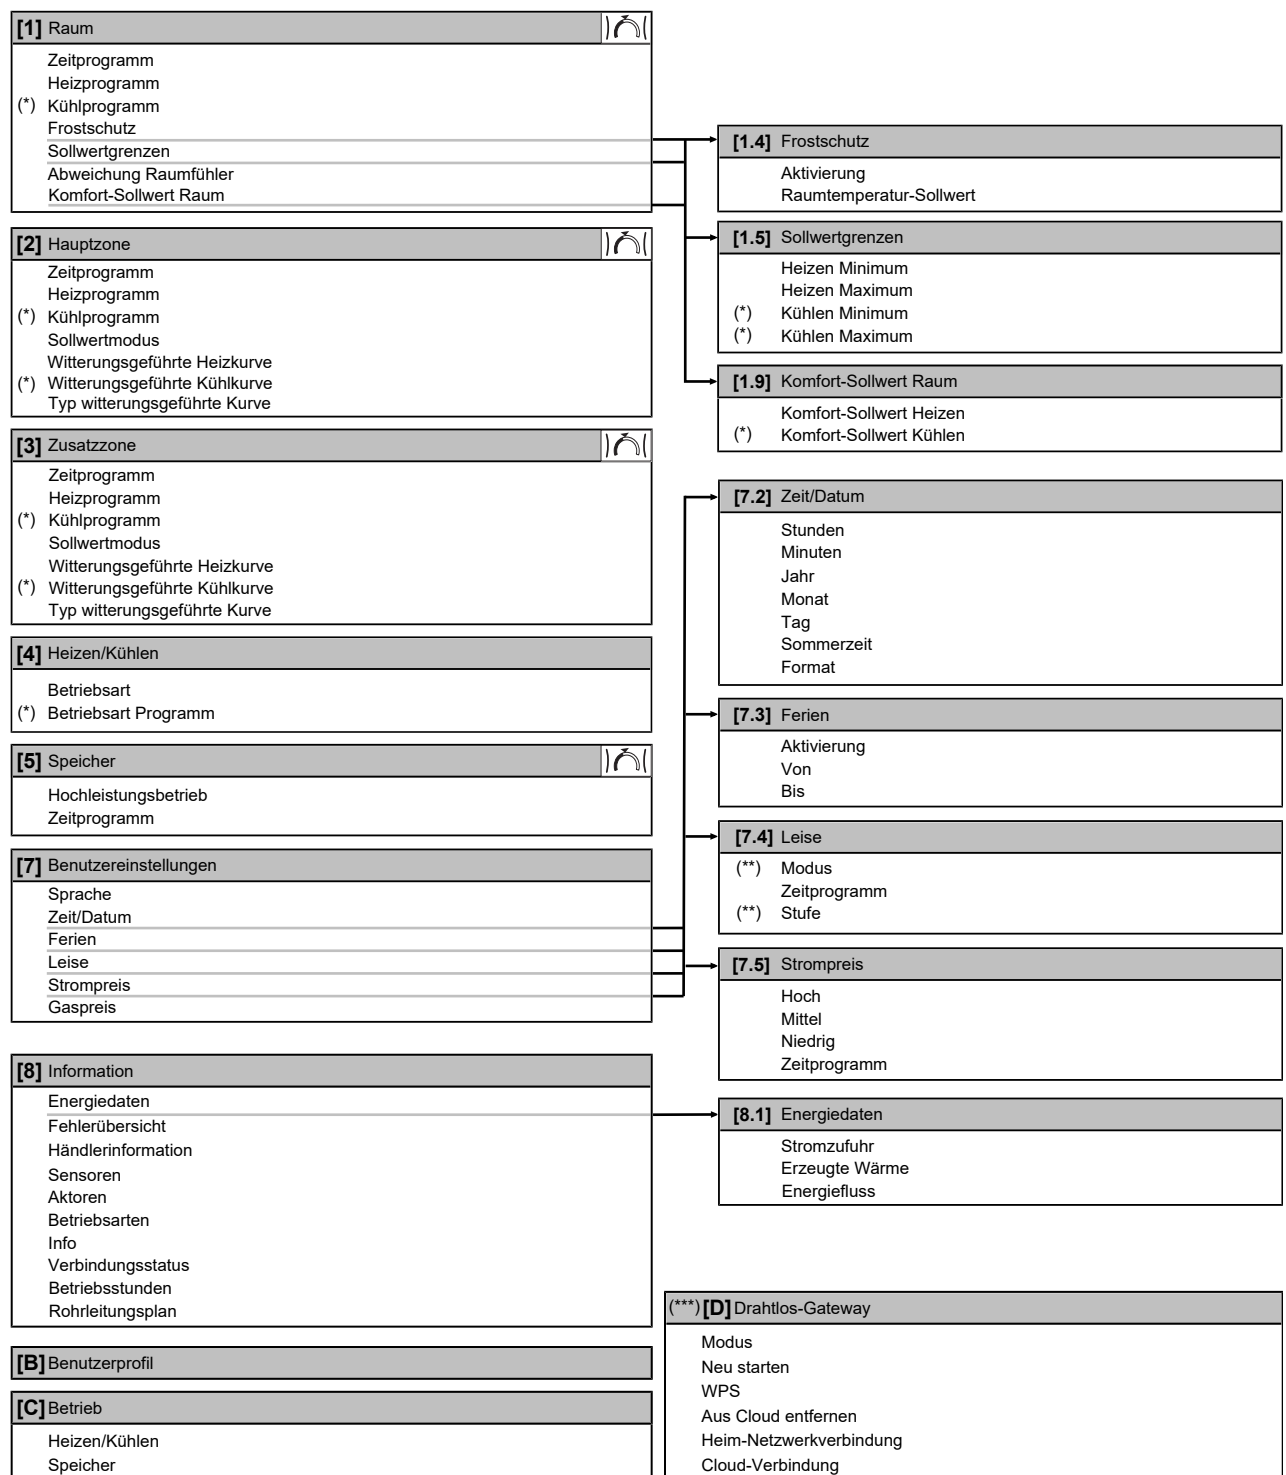 [1] Raum
Zeitprogramm
Heizprogramm
(*) Kühlprogramm
Frostschutz
Sollwertgrenzen
Abweichung Raumfühler
Komfort-Sollwert Raum
[2] Hauptzone
Zeitprogramm
Heizprogramm
(*) Kühlprogramm
Sollwertmodus
Witterungsgeführte Heizkurve
(*) Witterungsgeführte Kühlkurve
Typ witterungsgeführte Kurve
[3] Zusatzzone
Zeitprogramm
Heizprogramm
(*) Kühlprogramm
Sollwertmodus
Witterungsgeführte Heizkurve
(*) Witterungsgeführte Kühlkurve
Typ witterungsgeführte Kurve
[4] Heizen/Kühlen
Betriebsart
(*) Betriebsart Programm
[5] Speicher
Hochleistungsbetrieb
Zeitprogramm
[7] Benutzereinstellungen
Sprache
Zeit/Datum
Ferien
Leise
Strompreis
Gaspreis
[8] Information
Energiedaten
Fehlerübersicht
Händlerinformation
Sensoren
Aktoren
Betriebsarten
Info
Verbindungsstatus
Betriebsstunden
Rohrleitungsplan
[B] Benutzerprofil
[C] Betrieb
Heizen/Kühlen
Speicher
[1.4] Frostschutz
Aktivierung
Raumtemperatur-Sollwert
[1.5] Sollwertgrenzen
Heizen Minimum
Heizen Maximum
(*) Kühlen Minimum
(*) Kühlen Maximum
[1.9] Komfort-Sollwert Raum
Komfort-Sollwert Heizen
(*) Komfort-Sollwert Kühlen
[7.2] Zeit/Datum
Stunden
Minuten
Jahr
Monat
Tag
Sommerzeit
Format
[7.3] Ferien
Aktivierung
Von
Bis
[7.4] Leise
(**) Modus
Zeitprogramm
(**) Stufe
[7.5] Strompreis
Hoch
Mittel
Niedrig
Zeitprogramm
[8.1] Energiedaten
Stromzufuhr
Erzeugte Wärme
Energiefluss
(***) [D] Drahtlos-Gateway
Modus
Neu starten
WPS
Aus Cloud entfernen
Heim-Netzwerkverbindung
Cloud-Verbindung